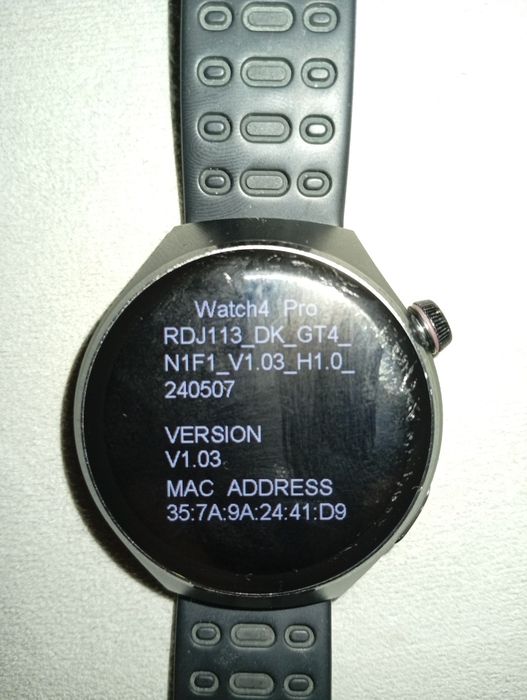 Watch4 Pro
RDJ113_DK_GT4_
N1F1_V1.03_H1.0_
240507
VERSION
V1.03
MAC ADDRESS
35:7A:9A:24:41:D9